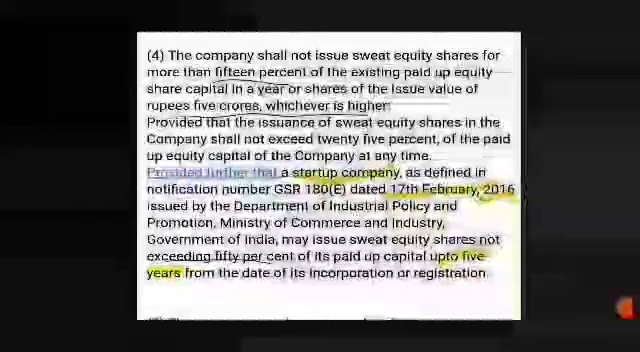 (4) The company shall not issue sweat equity shares for
more than fifteen percent of the existing paid up equity
share capital in a year or shares of the issue value of
rupees five crores, whichever is higher:
Provided that the issuance of sweat equity shares in the
Company shall not exceed twenty five percent, of the paid
up equity capital of the Company at any time.
Provided further that a startup company, as defined in
notification number GSR 180(E) dated 17th February, 2016
issued by the Department of Industrial Policy and
Promotion, Ministry of Commerce and Industry,
Government of India, may issue sweat equity shares not
exceeding fifty per cent of its paid up capital upto five
years from the date of its incorporation or registration.